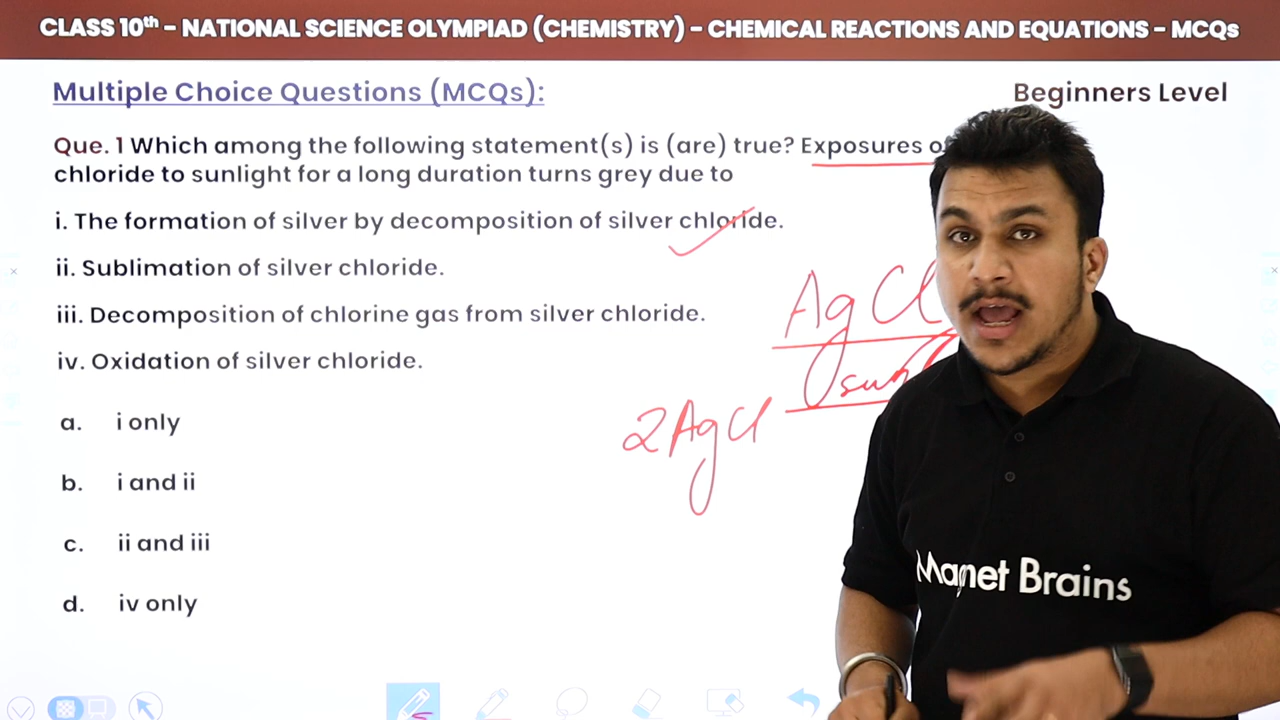 CLASS 10th – NATIONAL SCIENCE OLYMPIAD (CHEMISTRY) – CHEMICAL REACTIONS AND EQUATIONS – MCQs
Multiple Choice Questions (MCQs):
Beginners Level
Que. 1 Which among the following statement(s) is (are) true? Exposures
chloride to sunlight for a long duration turns grey due to
i. The formation of silver by decomposition of silver chloride.
ii. Sublimation of silver chloride.
iii. Decomposition of chlorine gas from silver chloride.
iv. Oxidation of silver chloride.
AgCl
2AgCl
a. i only
b. i and ii
c. ii and iii
d. iv only
Magnet Brains